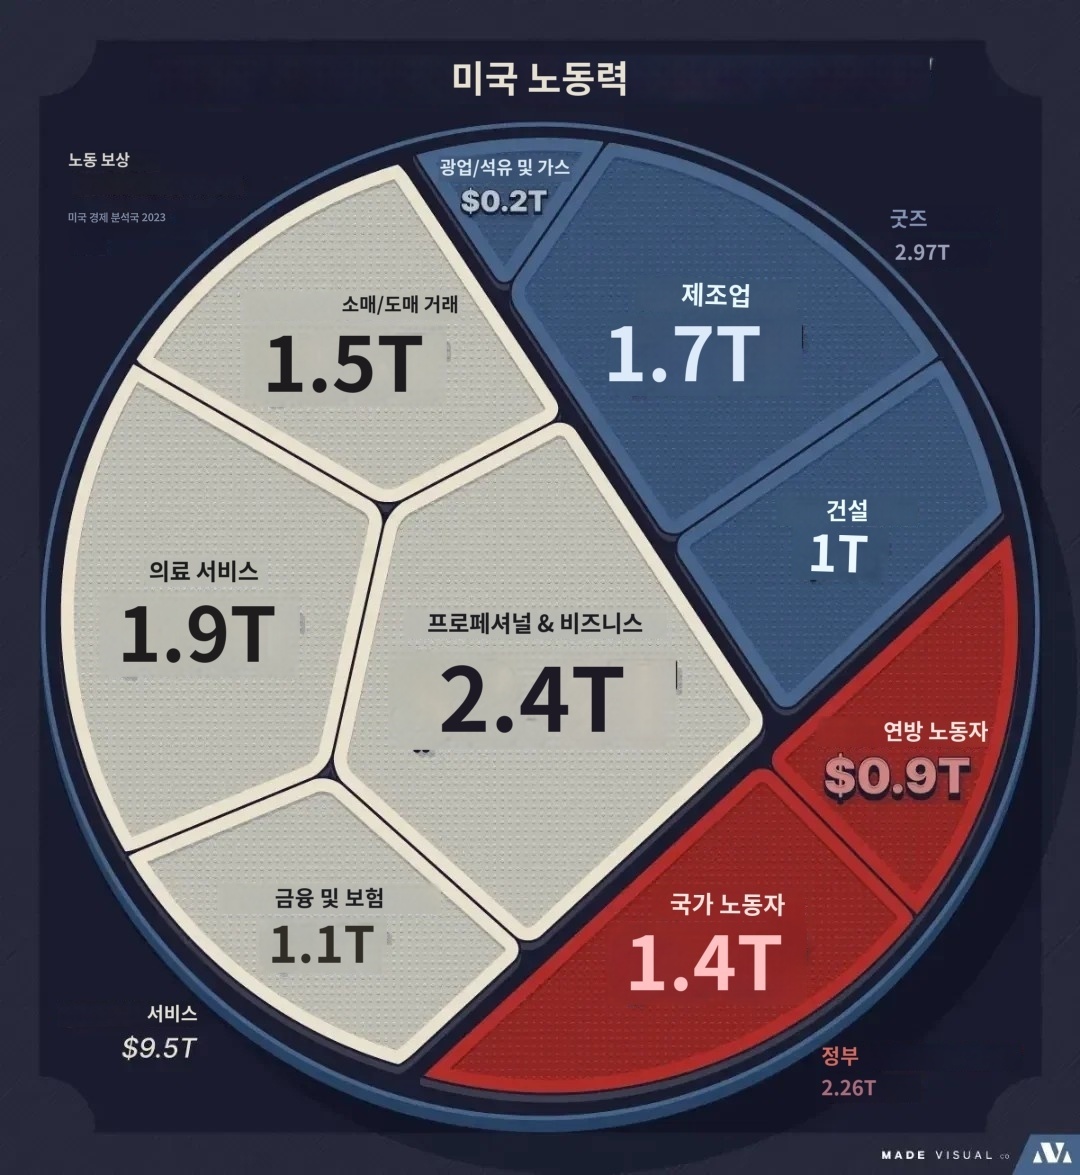 미국 노동력
노동 보상
미국 경제 분석국 2023
광업/석유 및 가스
$0.2T
굿즈
2.97T
제조업
1.7T
소매/도매 거래
1.5T
건설
1T
의료 서비스
1.9T
프로페셔널 & 비즈니스
2.4T
연방 노동자
$0.9T
금융 및 보험
1.1T
국가 노동자
1.4T
서비스
$9.5T
정부
2.26T
MADE VISUAL CO